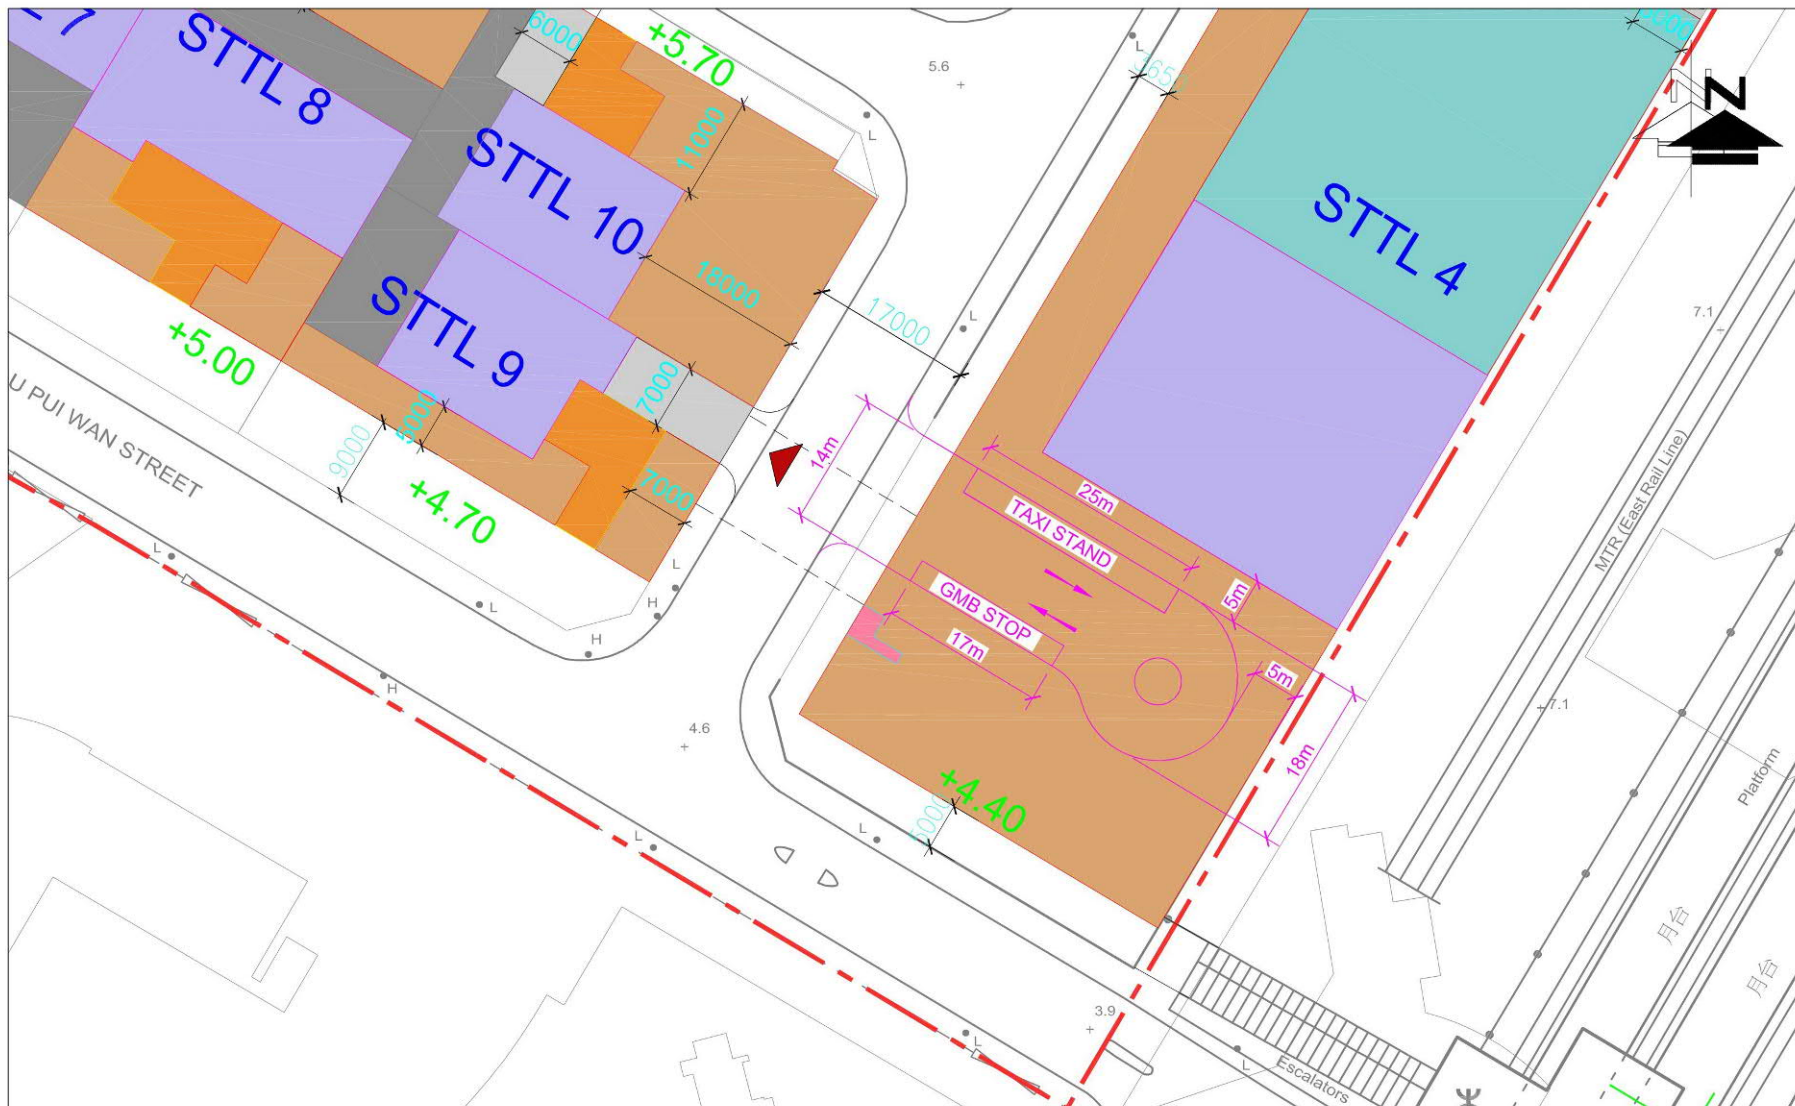 6000
+5.70
5.6
L
L 7
STTL 8
11000
L
STTL 10
N
STTL 4
18000
17000
L
7.1
STTL 9
+5.00
7000
U PUI WAN STREET
9000
5000
14m
25m
TAXI STAND
MTR (East Rail Line)
+4.70
7000
L
L
L
H
H
H
GMB STOP
17m
5m
5m
7.1
4.6
18m
Platform
+4.40
5000
L
L
月台
月台
3.9
L
L
Escalators